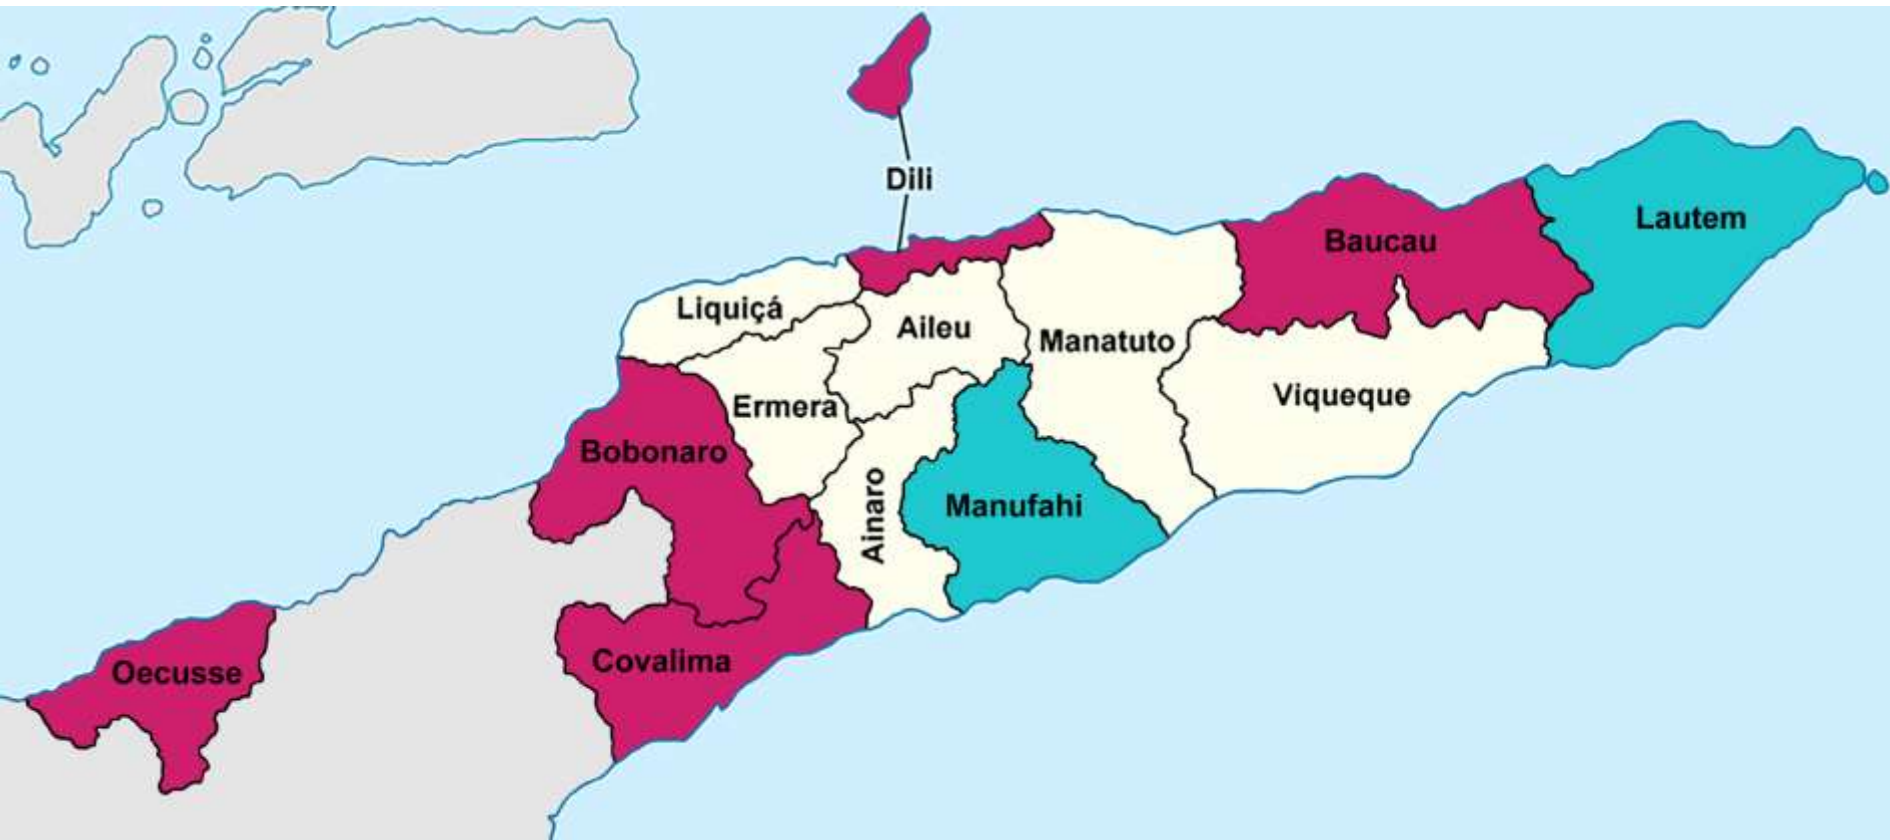 Dili
Baucau
Lautem
Liquiçá
Aileu
Manatuto
Viqueque
Ermera
Bobonaro
Ainaro
Manufahi
Covalima
Oecusse